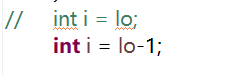 //    int i = lo;
int i = lo-1;